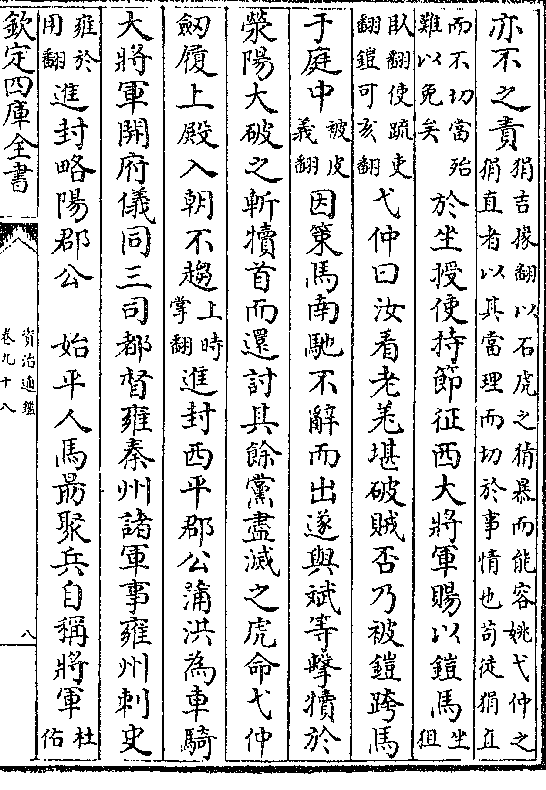 亦不之責狷吉掾翻以石虎之猜暴而能容姚弋仲之
狷直者以其當理而切於事情也苟徒狷直
而不切當殆
難以免矣於坐授使持節征西大將軍賜以鎧馬坐徂
臥翻使疏吏
翻鎧可亥翻弋仲曰汝看老羌堪破賊否乃被鎧跨馬
于庭中被皮
義翻因策馬南馳不辭而出遂與斌等擊犢於
滎陽大破之斬犢首而還討其餘黨盡滅之虎命弋仲
劒履上殿入朝不趨上時
掌翻進封西平郡公蒲洪為車騎
大將軍開府儀同三司都督雍秦州諸軍事雍州刺史
雍於
用翻進封略陽郡公　始平人馬勗聚兵自稱將軍杜
佑
欽定四庫全書
資治通鑑
卷九十八
八